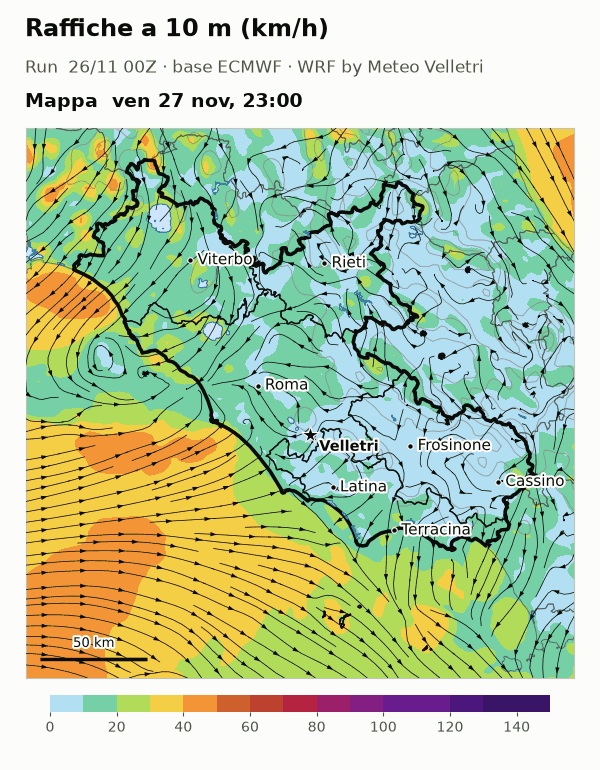 Raffiche a 10 m (km/h)
Run  26/11 00Z · base ECMWF · WRF by Meteo Velletri
Mappa  ven 27 nov, 23:00
Viterbo
Rieti
Roma
Velletri
Frosinone
Latina
Cassino
Terracina
50 km
0 20 40 60 80 100 120 140